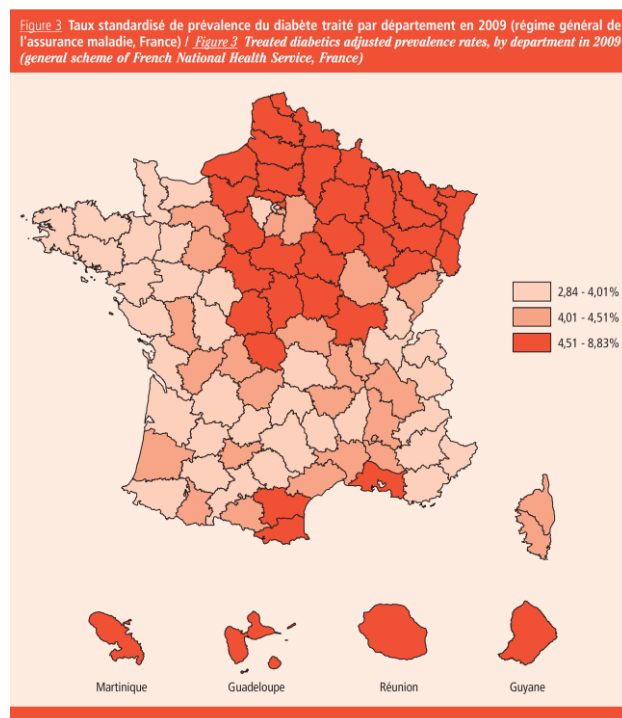 Figure 3 Taux standardisé de prévalence du diabète traité par département en 2009 (régime général de
l'assurance maladie, France) / Figure 3 Treated diabetics adjusted prevalence rates, by department in 2009
(general scheme of French National Health Service, France)
2,84 - 4,01%
4,01 - 4,51%
4,51 - 8,83%
Martinique
Guadeloupe
Réunion
Guyane